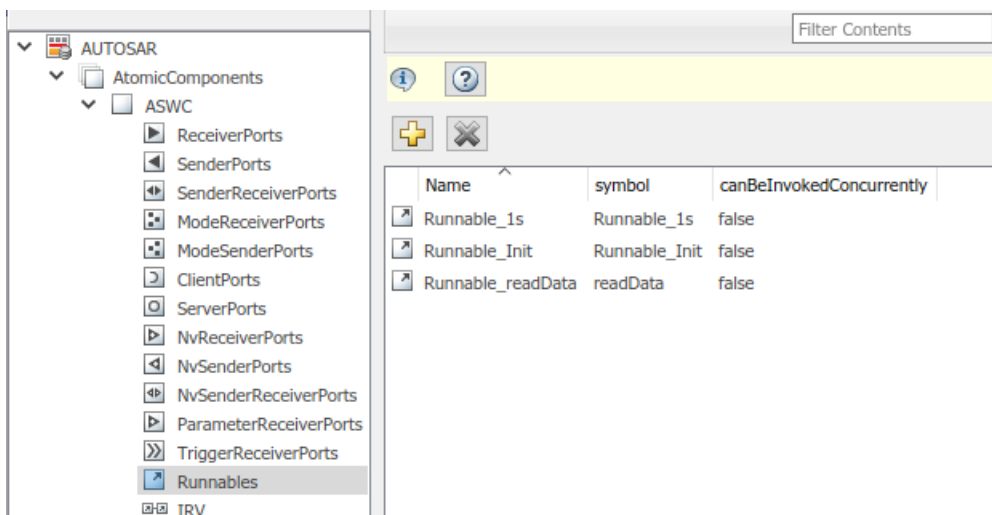 Filter Contents
AUTOSAR
AtomicComponents
ASWC
ReceiverPorts
SenderPorts
SenderReceiverPorts
ModeReceiverPorts
ModeSenderPorts
ClientPorts
ServerPorts
NvReceiverPorts
NvSenderPorts
NvSenderReceiverPorts
ParameterReceiverPorts
TriggerReceiverPorts
Runnables
IRV
Name symbol canBeInvokedConcurrently
Runnable_1s Runnable_1s false
Runnable_Init Runnable_Init false
Runnable_readData readData false